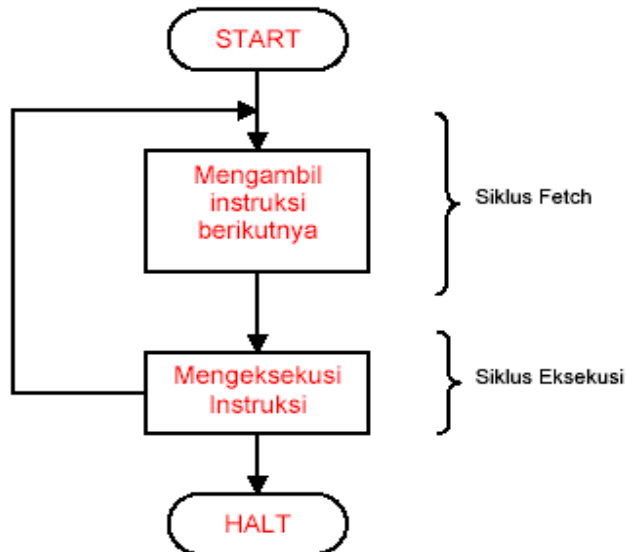 START
Mengambil
instruksi
berikutnya
Siklus Fetch
Mengeksekusi
Instruksi
Siklus Eksekusi
HALT